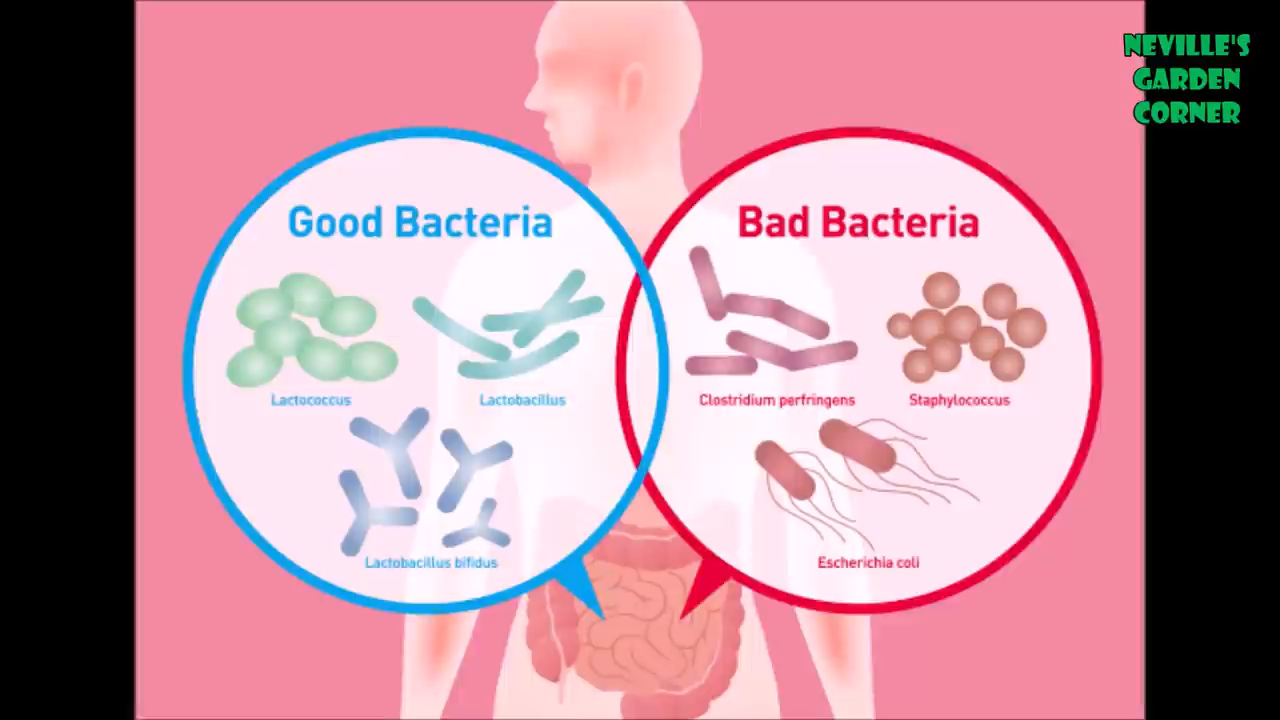 NEVILLE'S
GARDEN
CORNER
Good Bacteria
Bad Bacteria
Lactococcus
Lactobacillus
Clostridium perfringens
Staphylococcus
Lactobacillus bifidus
Escherichia coli